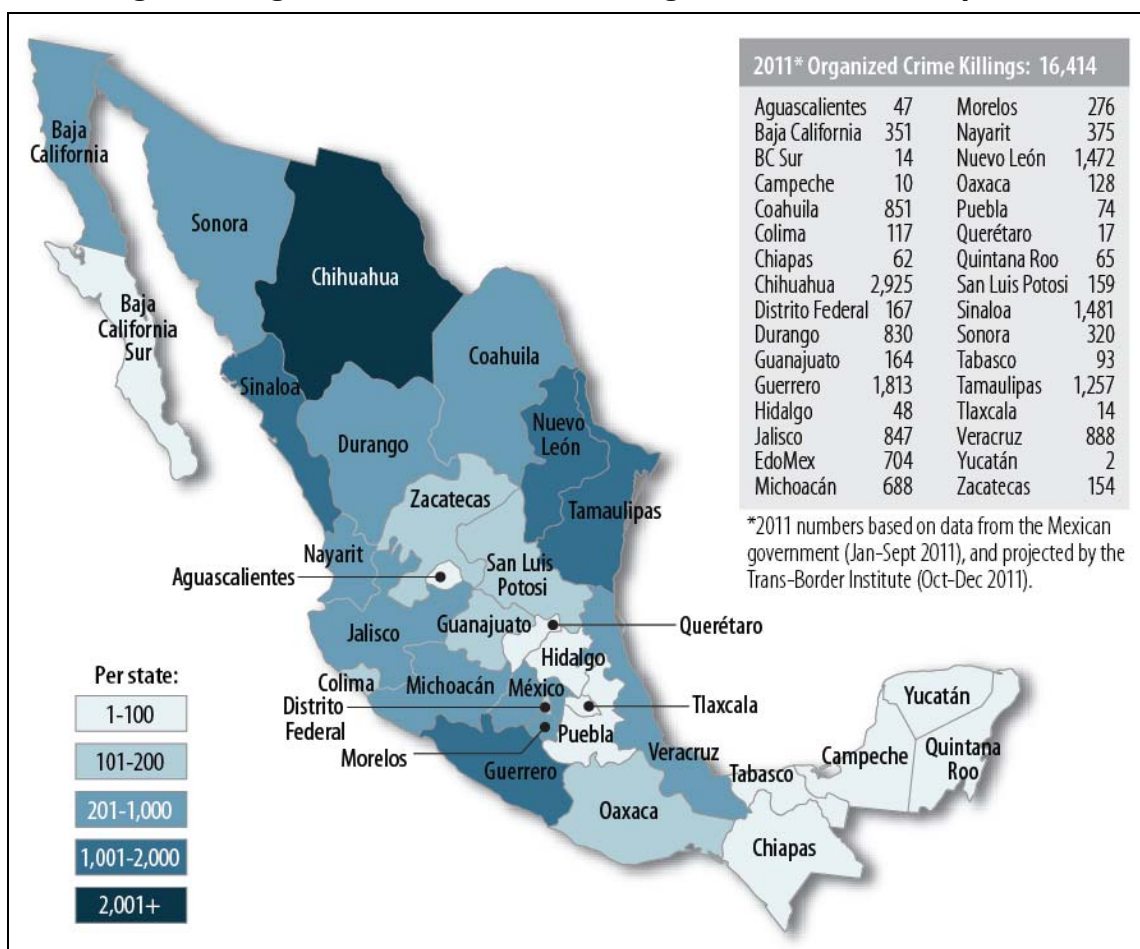 2011* Organized Crime Killings: 16,414
Aguascalientes 47 Morelos 276
Baja California 351 Nayarit 375
BC Sur 14 Nuevo León 1,472
Campeche 10 Oaxaca 128
Coahuila 851 Puebla 74
Colima 117 Querétaro 17
Chiapas 62 Quintana Roo 65
Chihuahua 2,925 San Luis Potosi 159
Distrito Federal 167 Sinaloa 1,481
Durango 830 Sonora 320
Guanajuato 164 Tabasco 93
Guerrero 1,813 Tamaulipas 1,257
Hidalgo 48 Tlaxcala 14
Jalisco 847 Veracruz 888
EdoMex 704 Yucatán 2
Michoacán 688 Zacatecas 154
*2011 numbers based on data from the Mexican
government (Jan-Sept 2011), and projected by the
Trans-Border Institute (Oct-Dec 2011).
Baja
California
Sonora
Chihuahua
Baja
California
Sur
Coahuila
Sinaloa
Nuevo
León
Durango
Zacatecas
Tamaulipas
Nayarit
San Luis
Potosi
Aguascalientes
Querétaro
Guanajuato
Jalisco
Hidalgo
Colima
Michoacán
México
Distrito
Federal
Tlaxcala
Puebla
Morelos
Veracruz
Guerrero
Oaxaca
Tabasco
Chiapas
Campeche
Yucatán
Quintana
Roo
Per state:
1-100
101-200
201-1,000
1,001-2,000
2,001+